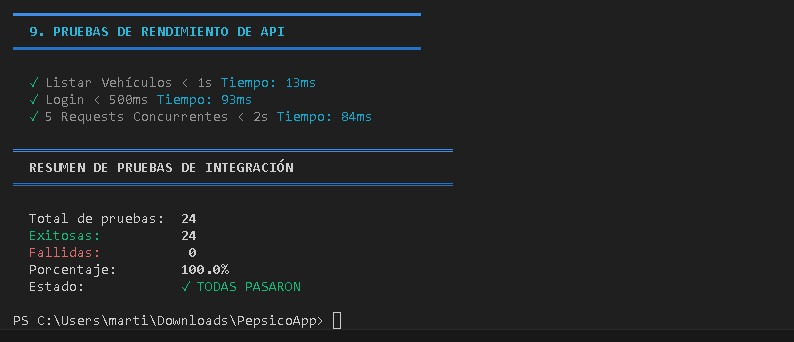 9. PRUEBAS DE RENDIMIENTO DE API
✓ Listar Vehículos < 1s Tiempo: 13ms
✓ Login < 500ms Tiempo: 93ms
✓ 5 Requests Concurrentes < 2s Tiempo: 84ms
RESUMEN DE PRUEBAS DE INTEGRACIÓN
Total de pruebas: 24
Exitosas: 24
Fallidas: 0
Porcentaje: 100.0%
Estado: ✓ TODAS PASARON
PS C:\Users\marti\Downloads\PepsicoApp>